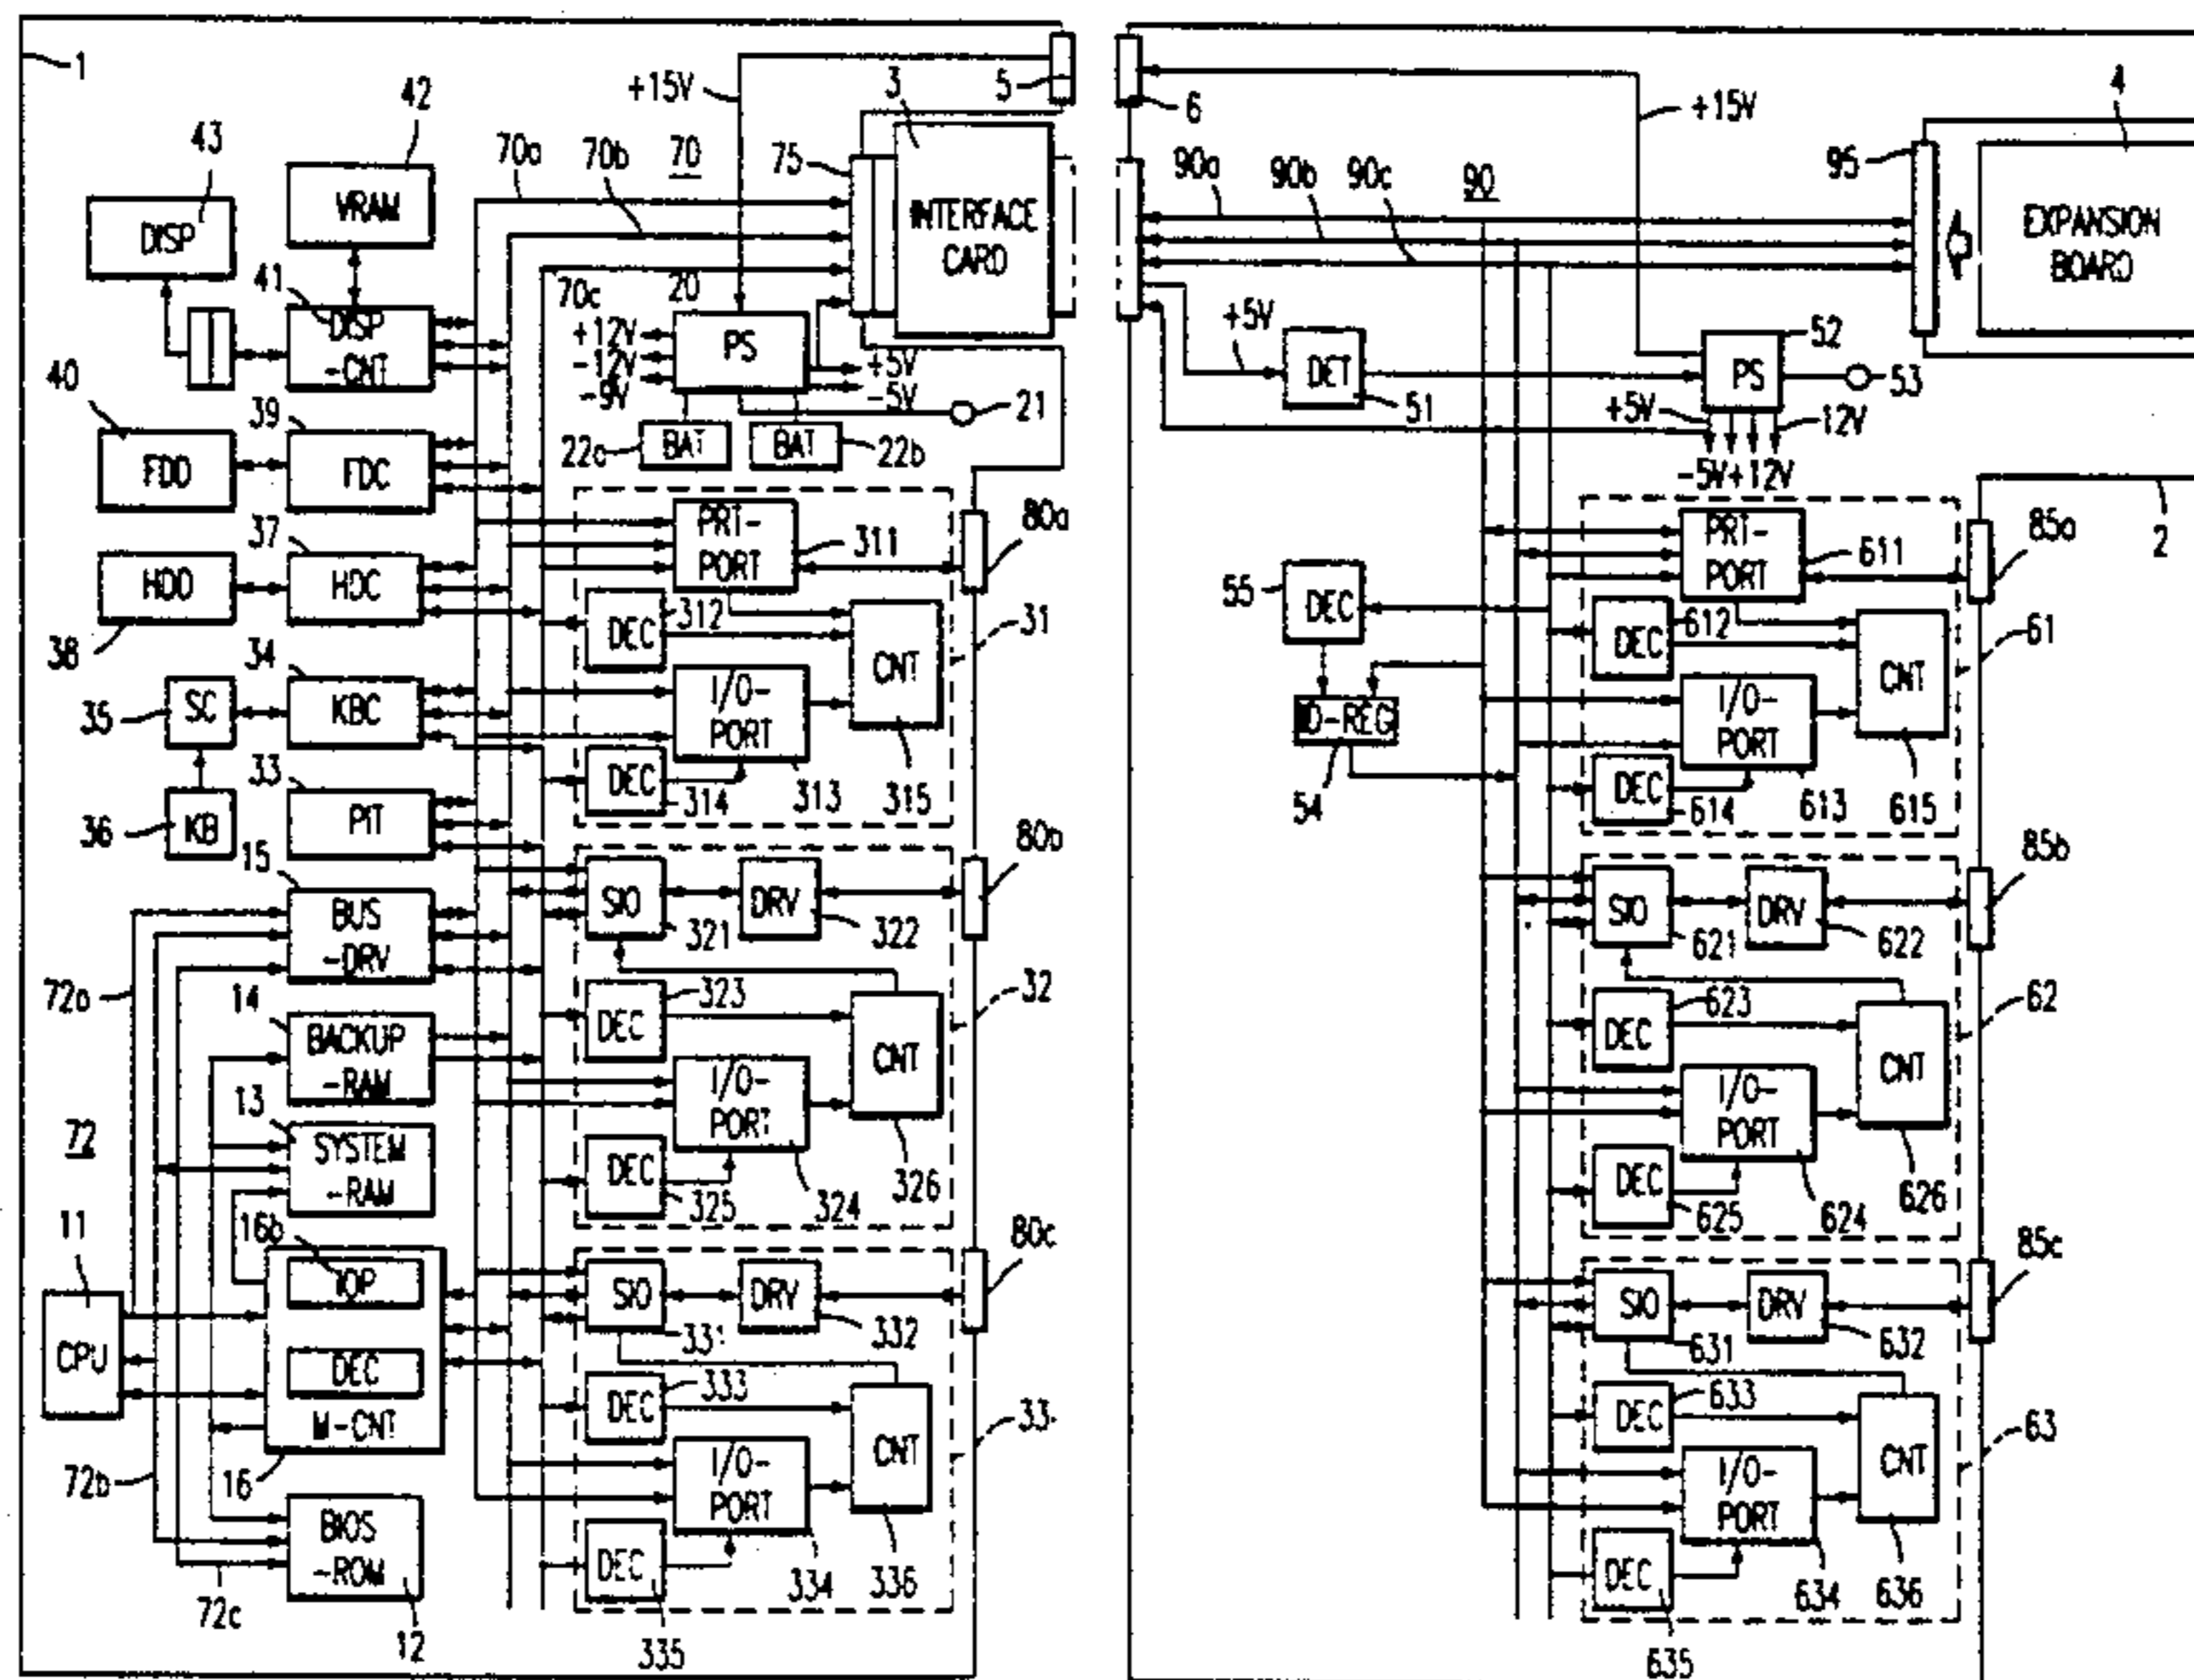 1
43
42
DISP
VRAM
41
DISP
-CNT
40
39
FDD
FDC
38
37
HDD
HDC
35
34
SC
KBC
36
33
KB
PIT
15
BUS
-DRV
72a
14
BACKUP
-RAM
13
72
SYSTEM
-RAM
16b
11
IOP
CPU
DEC
M-CNT
72b
16
BIOS
-ROM
72c
12
70a
70b
70
70c
+15V
75
3
5
INTERFACE
CARD
20
PS
+12V
-12V
-9V
+5V
-5V
21
22a
BAT
BAT
22b
PRT-
PORT
311
80a
DEC
312
31
CNT
I/O-
PORT
DEC
314
313
315
SIO
321
DRV
322
80b
DEC
323
32
CNT
I/O-
PORT
DEC
325
324
326
SIO
331
DRV
332
80c
DEC
333
33
CNT
I/O-
PORT
DEC
335
334
336
6
+15V
4
95
90a
90b
90c
90
EXPANSION
BOARD
+5V
DET
51
52
PS
53
+5V
12V
-5V+12V
2
55
DEC
54
PRT-
PORT
611
85a
DEC
612
61
CNT
I/O-
PORT
DEC
614
613
615
SIO
621
DRV
622
85b
DEC
623
62
CNT
I/O-
PORT
DEC
625
624
626
SIO
631
DRV
632
85c
DEC
633
63
CNT
I/O-
PORT
DEC
635
634
636